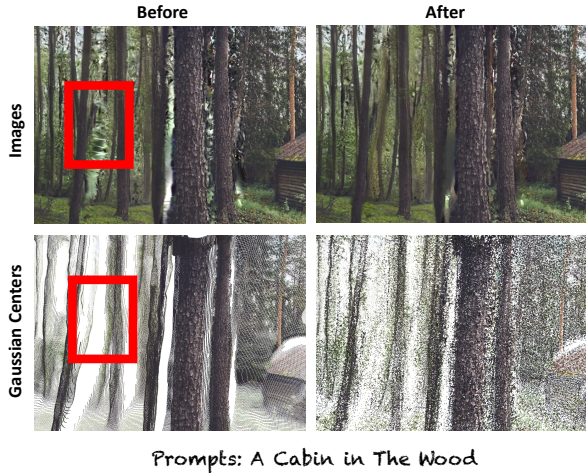 Before
After
Images
Gaussian Centers
Prompts: A Cabin in The Wood